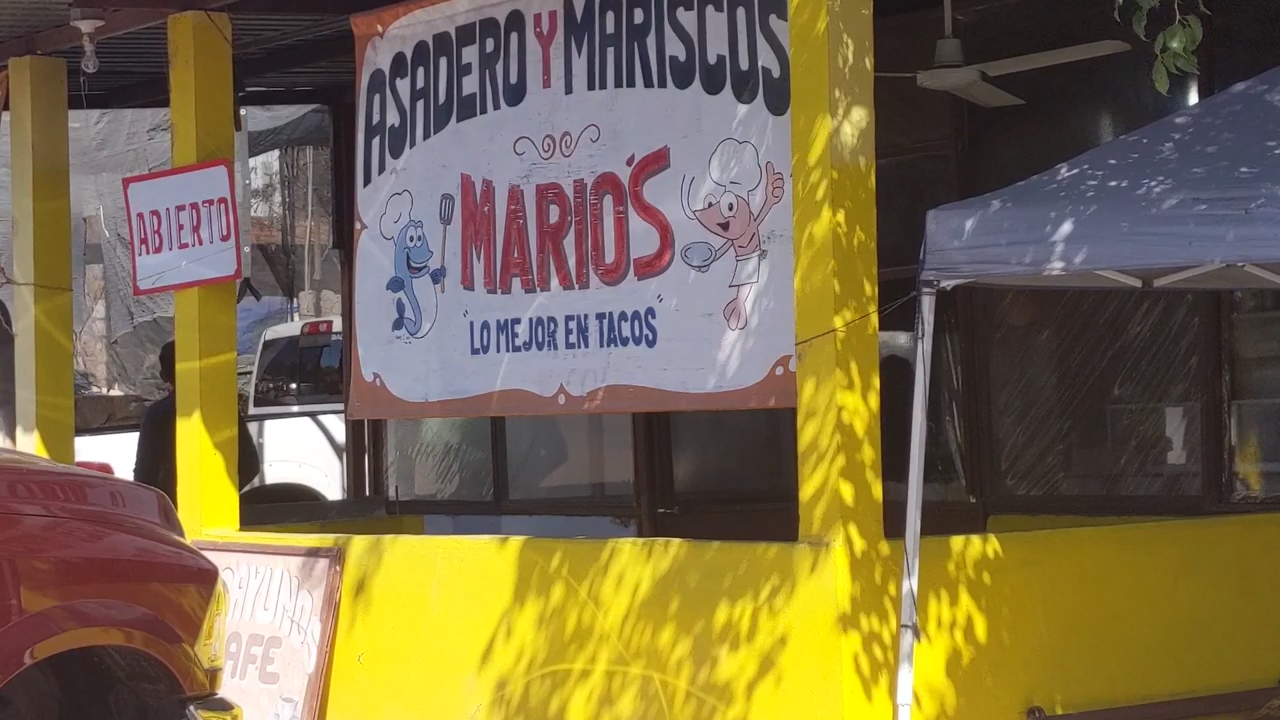 ASADERO Y MARISCOS
MARIO'S
"LO MEJOR EN TACOS"
ABIERTO